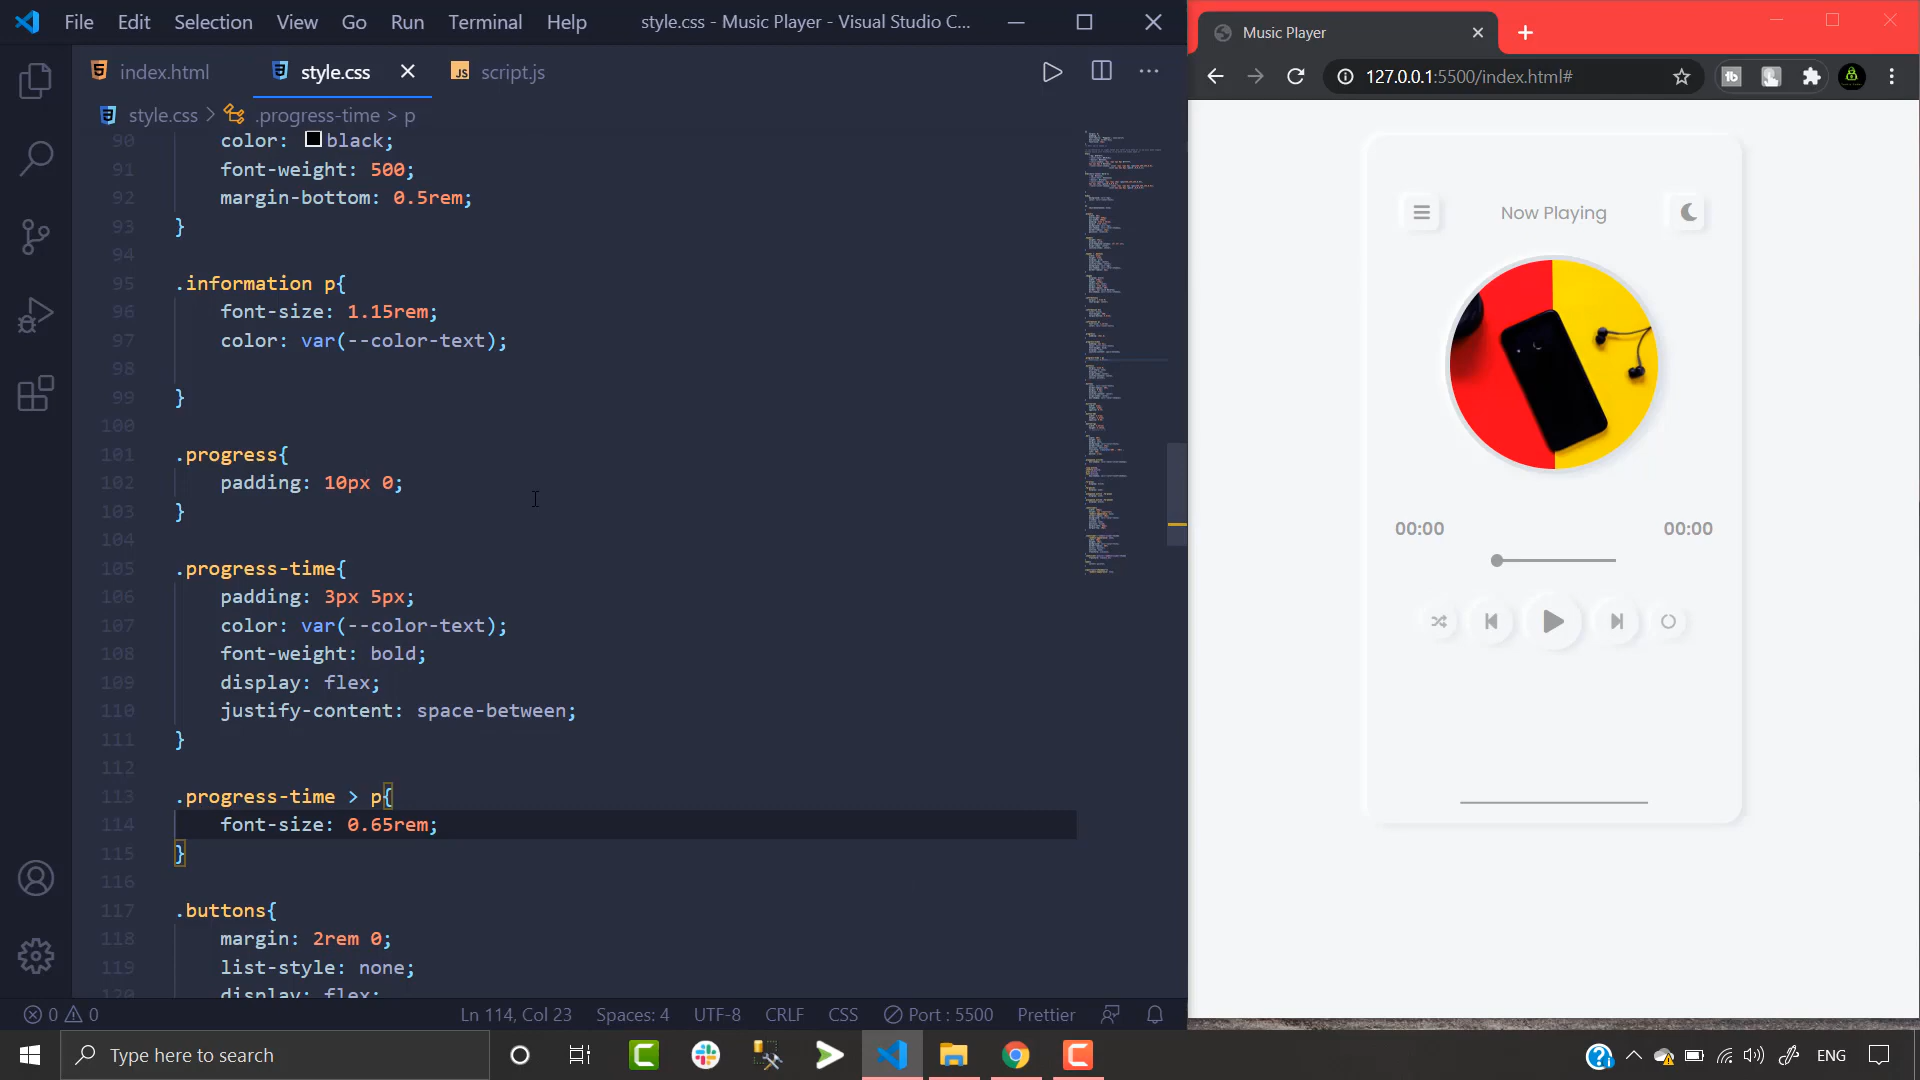 File Edit Selection View Go Run Terminal Help style.css - Music Player - Visual Studio C...
index.html style.css JS script.js
style.css > .progress-time > p
90 color: black;
91 font-weight: 500;
92 margin-bottom: 0.5rem;
93 }
94
95 .information p{
96 font-size: 1.15rem;
97 color: var(--color-text);
98
99 }
100
101 .progress{
102 padding: 10px 0;
103 }
104
105 .progress-time{
106 padding: 3px 5px;
107 color: var(--color-text);
108 font-weight: bold;
109 display: flex;
110 justify-content: space-between;
111 }
112
113 .progress-time > p{
114 font-size: 0.65rem;
115 }
116
117 .buttons{
118 margin: 2rem 0;
119 list-style: none;
120 display: flex;
0 0 Ln 114, Col 23 Spaces: 4 UTF-8 CRLF CSS Port : 5500 Prettier
Music Player
127.0.0.1:5500/index.html#
Now Playing
00:00 00:00
Type here to search
ENG